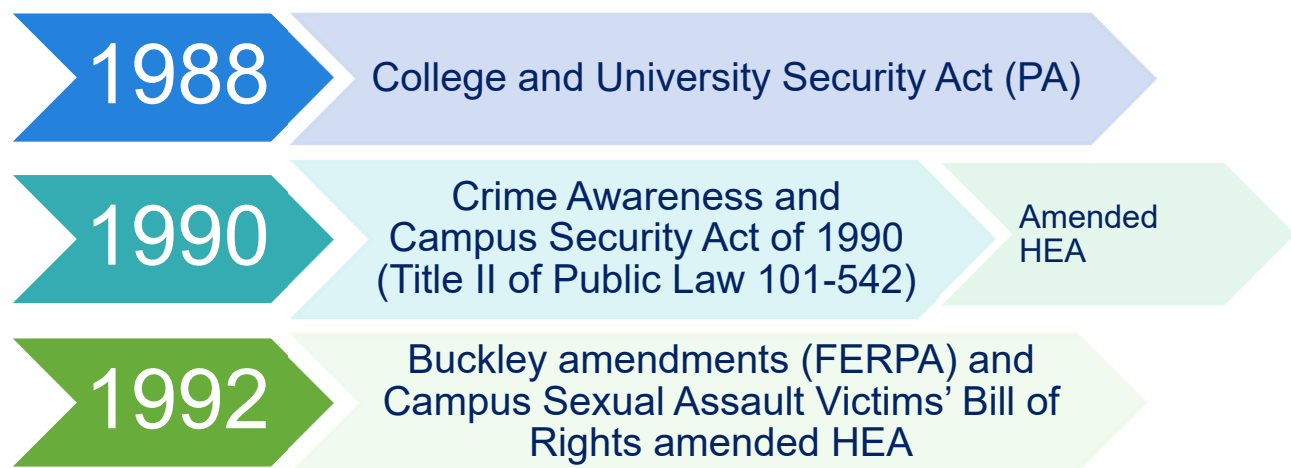 1988
College and University Security Act (PA)
1990
Crime Awareness and
Campus Security Act of 1990
(Title II of Public Law 101-542)
Amended
HEA
1992
Buckley amendments (FERPA) and
Campus Sexual Assault Victims’ Bill of
Rights amended HEA